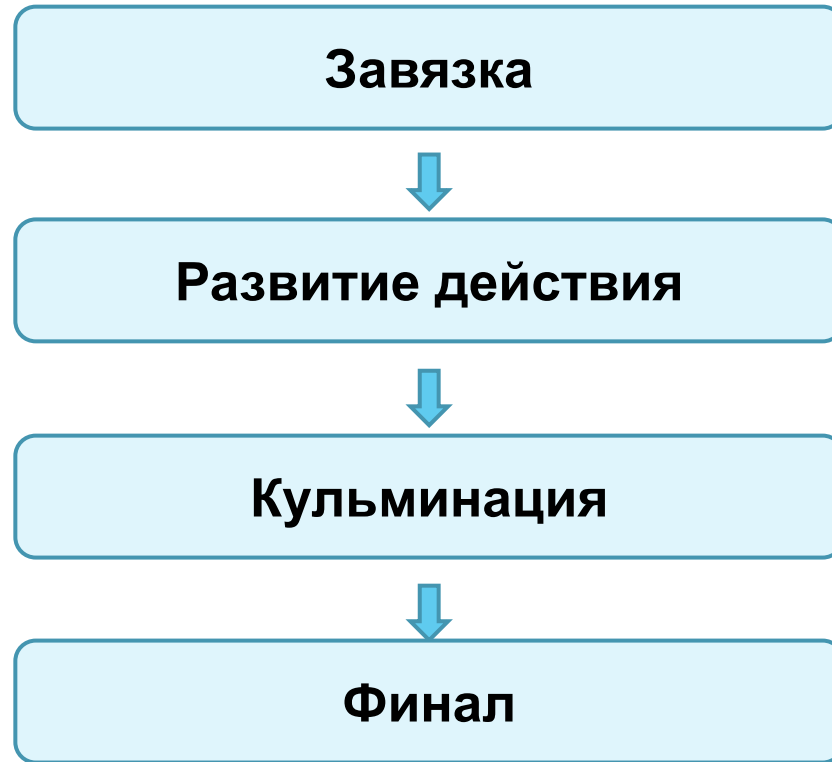 Завязка
Развитие действия
Кульминация
Финал